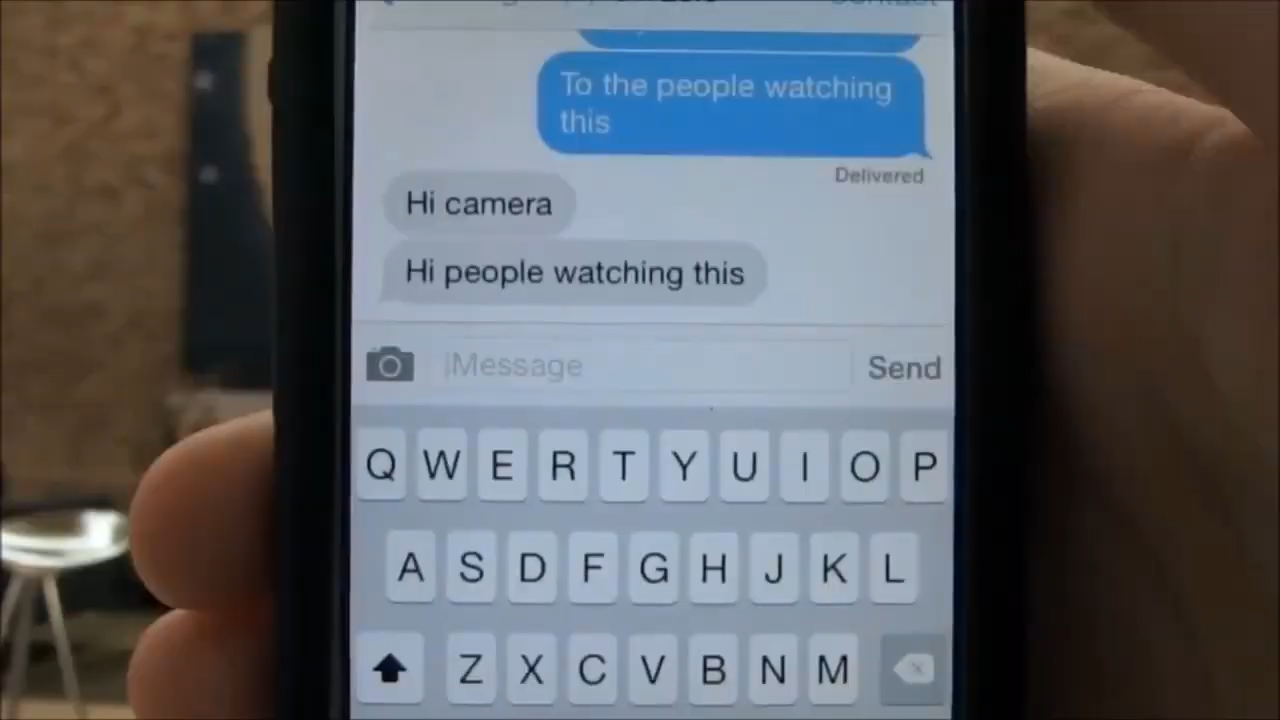 To the people watching
this
Delivered
Hi camera
Hi people watching this
Message
Send
Q W E R T Y U I O P
A S D F G H J K L
Z X C V B N M